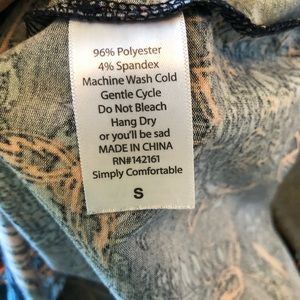 96% Polyester
4% Spandex
Machine Wash Cold
Gentle Cycle
Do Not Bleach
Hang Dry
or you'll be sad
MADE IN CHINA
RN#142161
Simply Comfortable
S